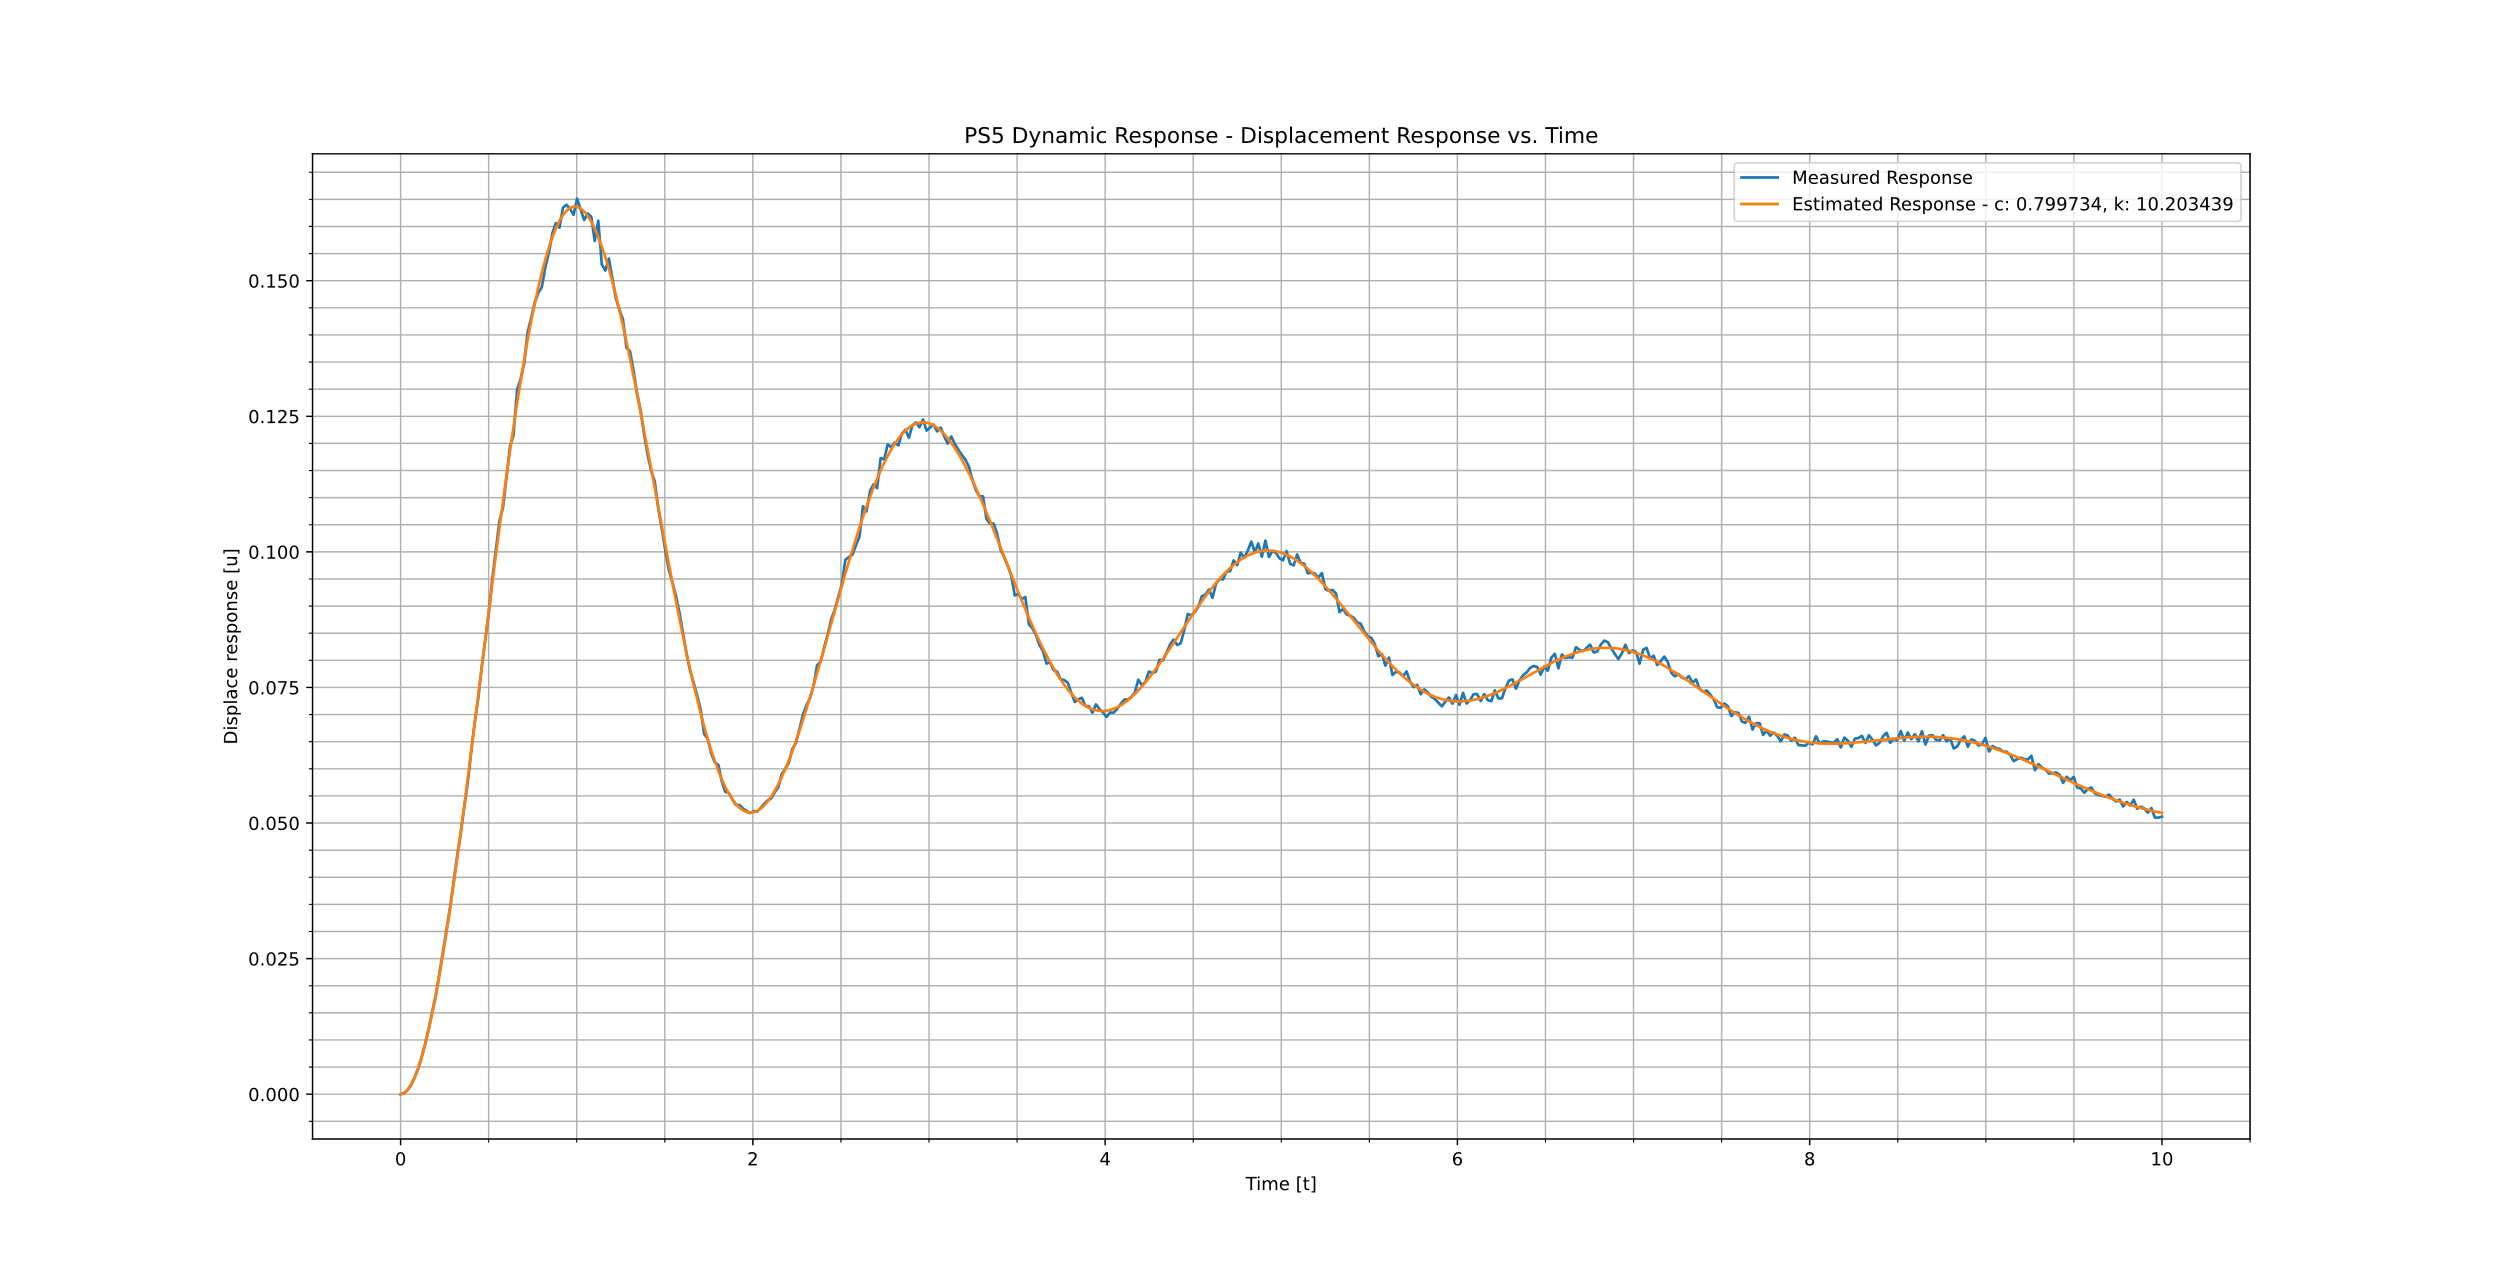 PS5 Dynamic Response - Displacement Response vs. Time
Measured Response
Estimated Response - c: 0.799734, k: 10.203439
0.150
0.125
0.100
0.075
0.050
0.025
0.000
Displace response [u]
0 2 4 6 8 10
Time [t]